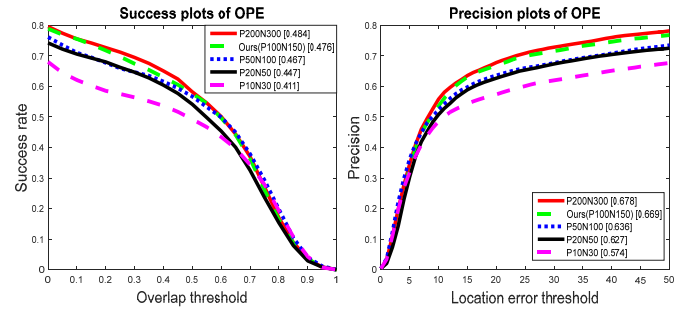 Success plots of OPE
0.8
0.7
0.6
0.5
0.4
0.3
0.2
0.1
0
Success rate
P200N300 [0.484]
Ours(P100N150) [0.476]
P50N100 [0.467]
P20N50 [0.447]
P10N30 [0.411]
0 0.1 0.2 0.3 0.4 0.5 0.6 0.7 0.8 0.9 1
Overlap threshold
Precision plots of OPE
0.8
0.7
0.6
0.5
0.4
0.3
0.2
0.1
0
Precision
P200N300 [0.678]
Ours(P100N150) [0.669]
P50N100 [0.636]
P20N50 [0.627]
P10N30 [0.574]
0 5 10 15 20 25 30 35 40 45 50
Location error threshold